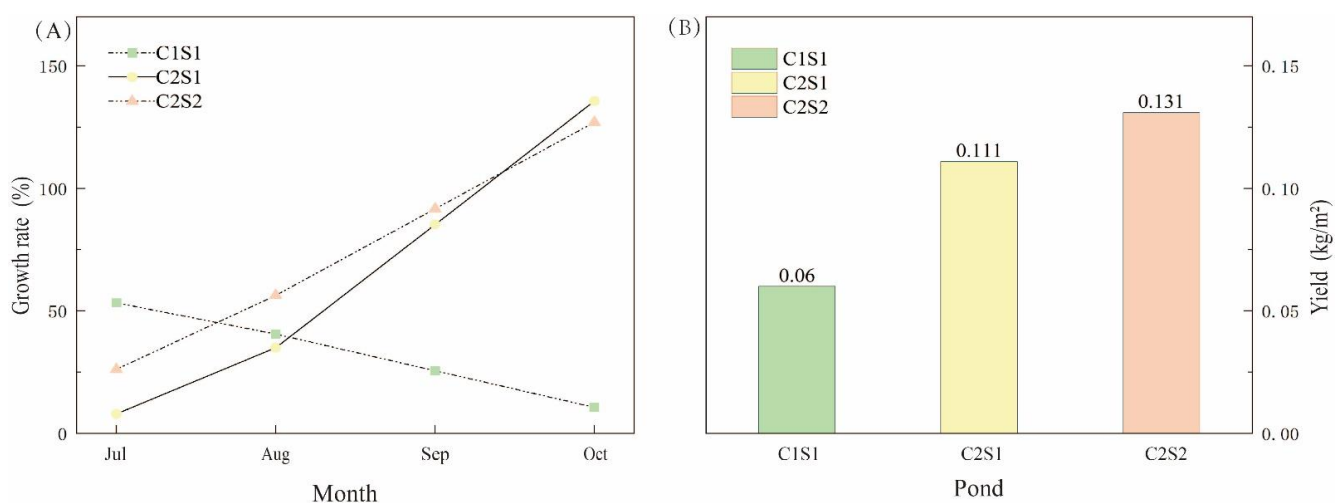 (A)
C1S1
C2S1
C2S2
150
100
50
0
Growth rate (%)
Jul Aug Sep Oct
Month
(B)
C1S1
C2S1
C2S2
0.06
0.111
0.131
0.15
0.10
0.05
0.00
Yield (kg/m²)
C1S1 C2S1 C2S2
Pond